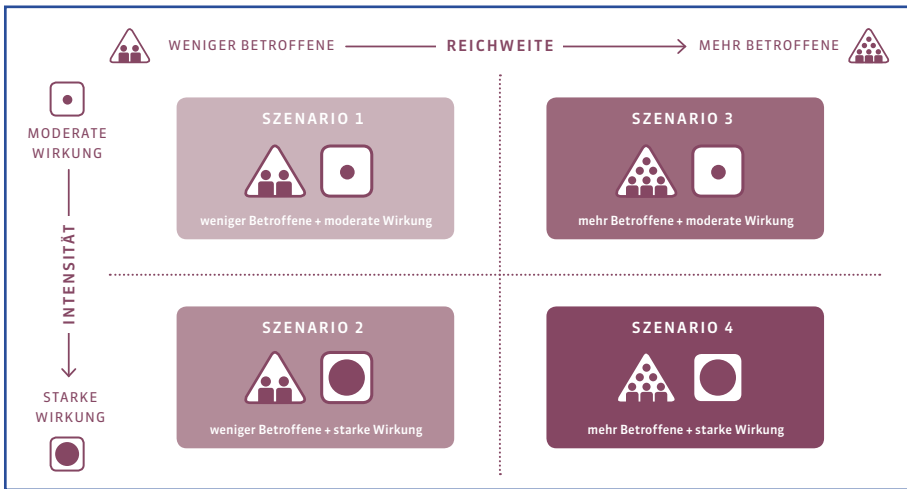 WENIGER BETROFFENE
REICHWEITE
MEHR BETROFFENE
MODERATE
WIRKUNG
INTENSITÄT
STARKE
WIRKUNG
SZENARIO 1
weniger Betroffene + moderate Wirkung
SZENARIO 3
mehr Betroffene + moderate Wirkung
SZENARIO 2
weniger Betroffene + starke Wirkung
SZENARIO 4
mehr Betroffene + starke Wirkung